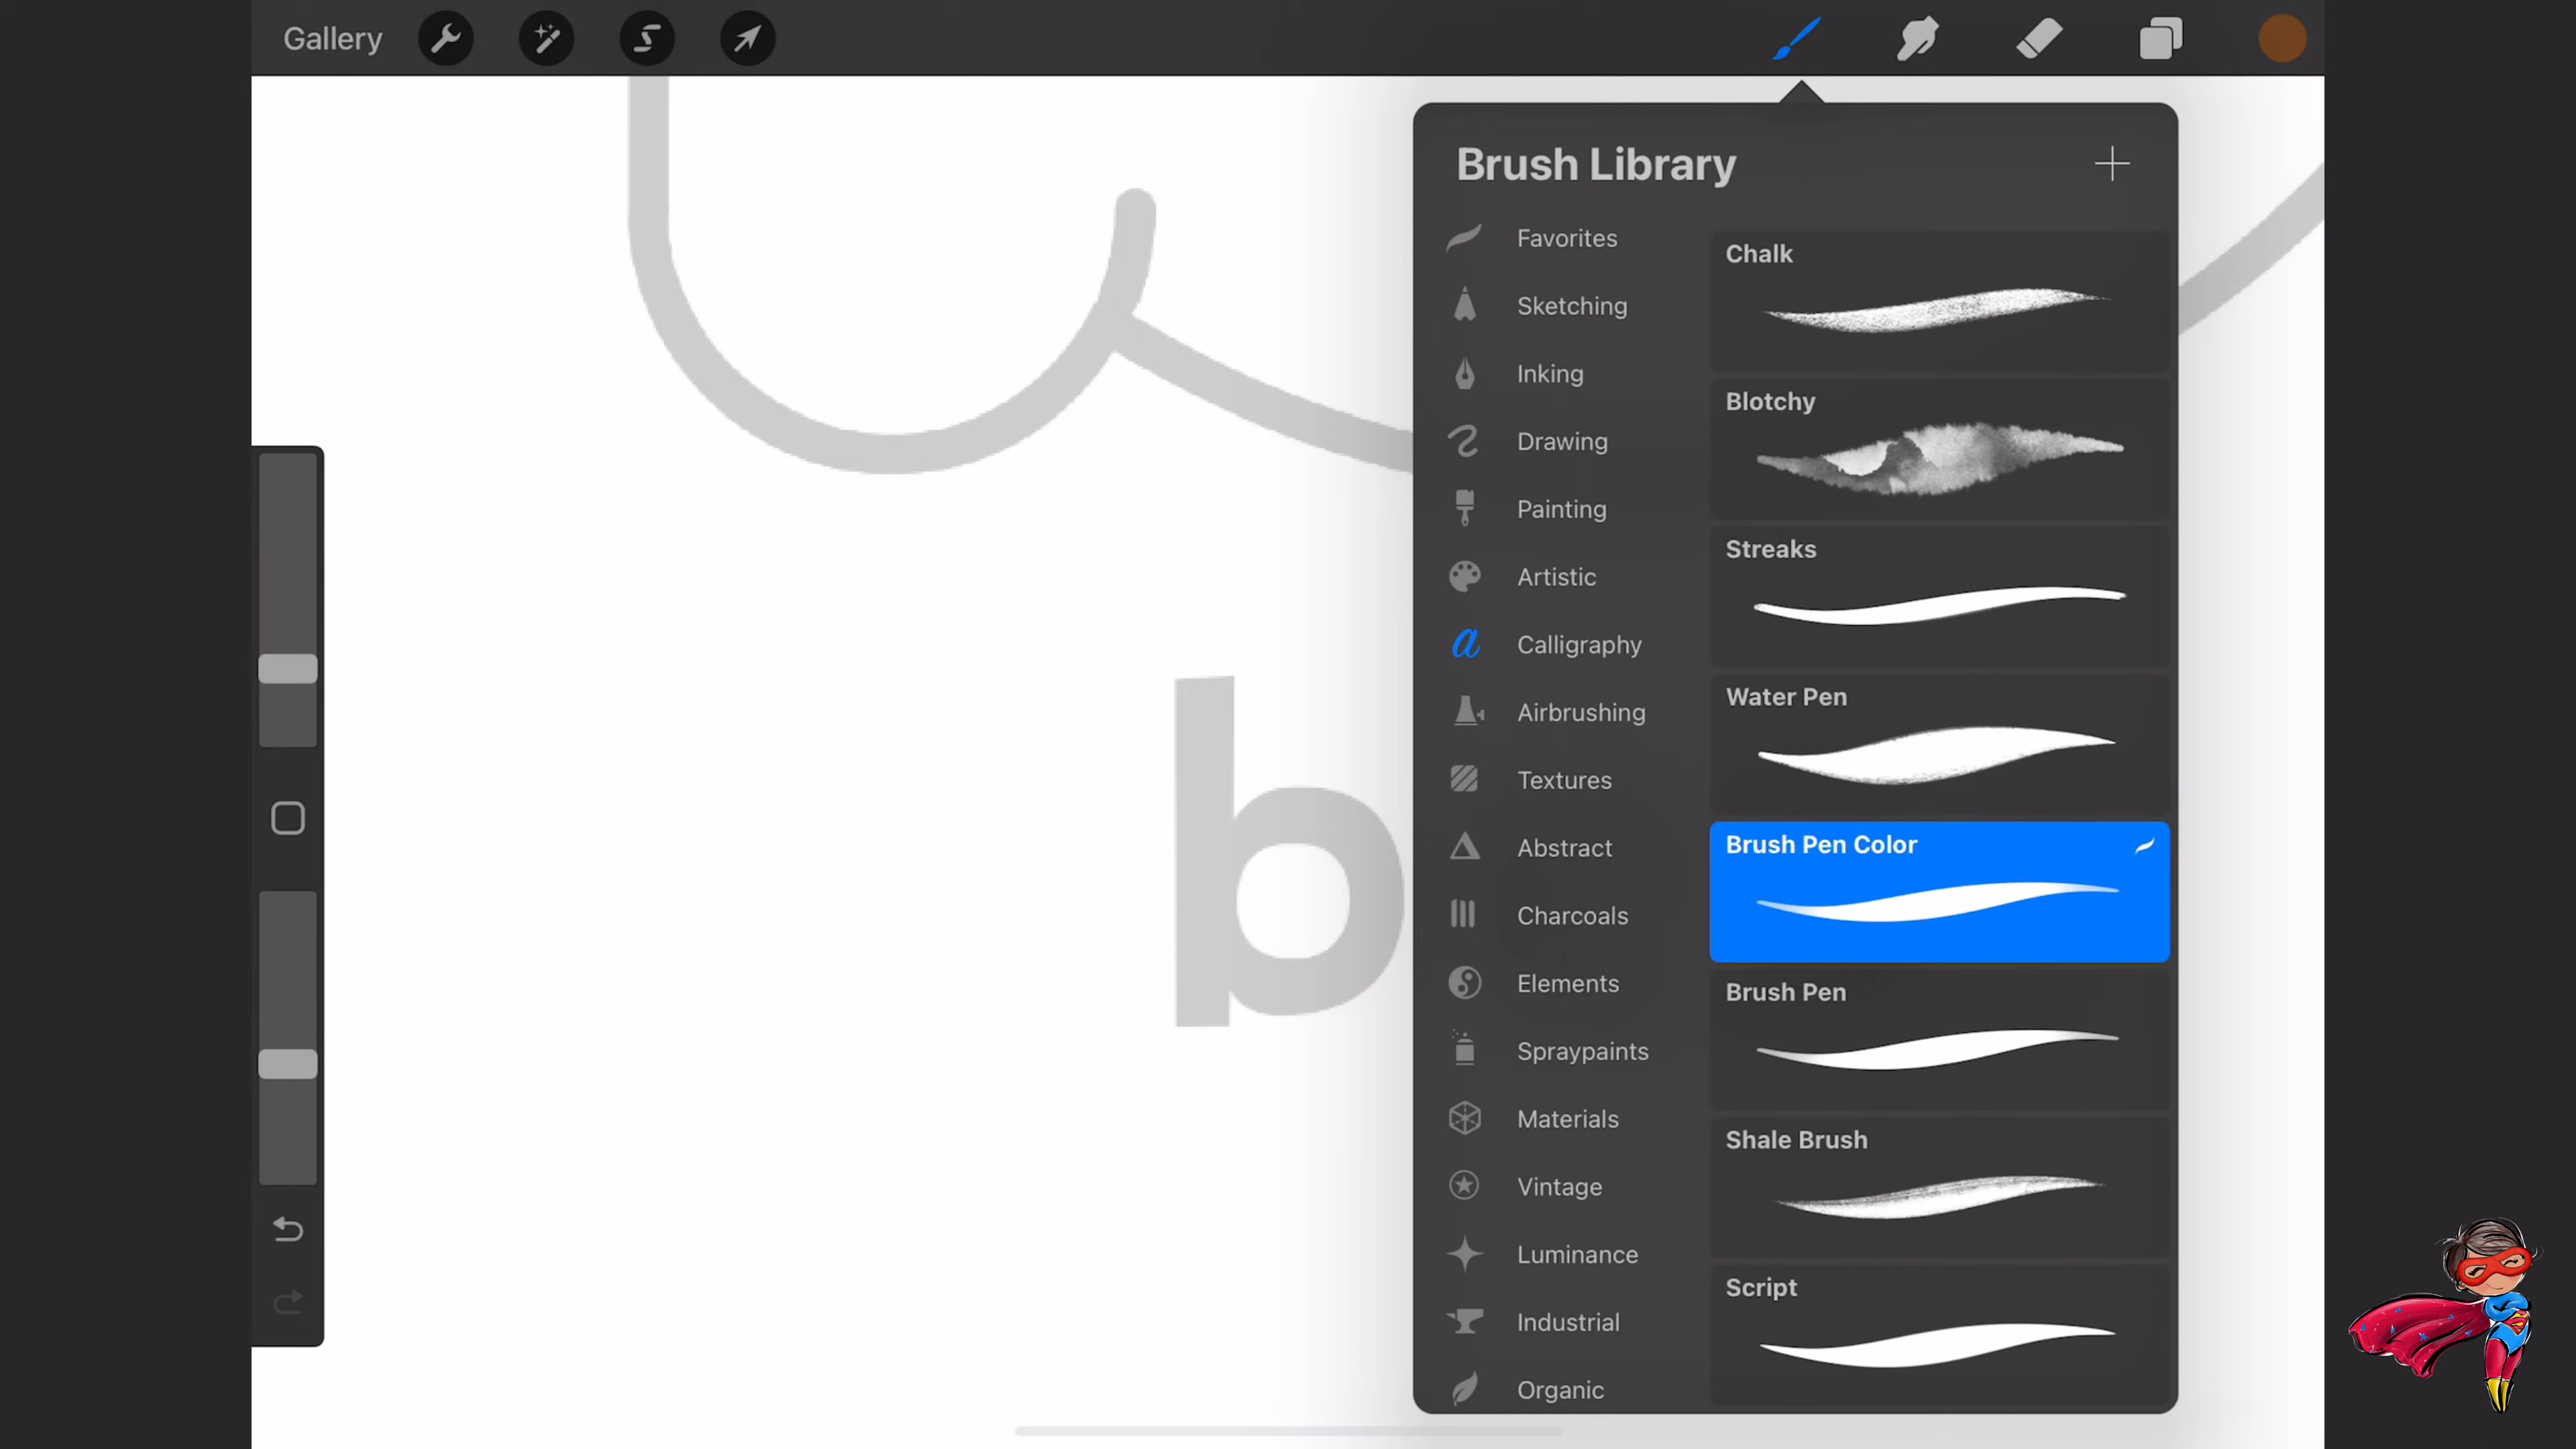 Gallery
Brush Library
Favorites
Sketching
Inking
Drawing
Painting
Artistic
Calligraphy
Airbrushing
Textures
Abstract
Charcoals
Elements
Spraypaints
Materials
Vintage
Luminance
Industrial
Organic
Chalk
Blotchy
Streaks
Water Pen
Brush Pen Color
Brush Pen
Shale Brush
Script
b